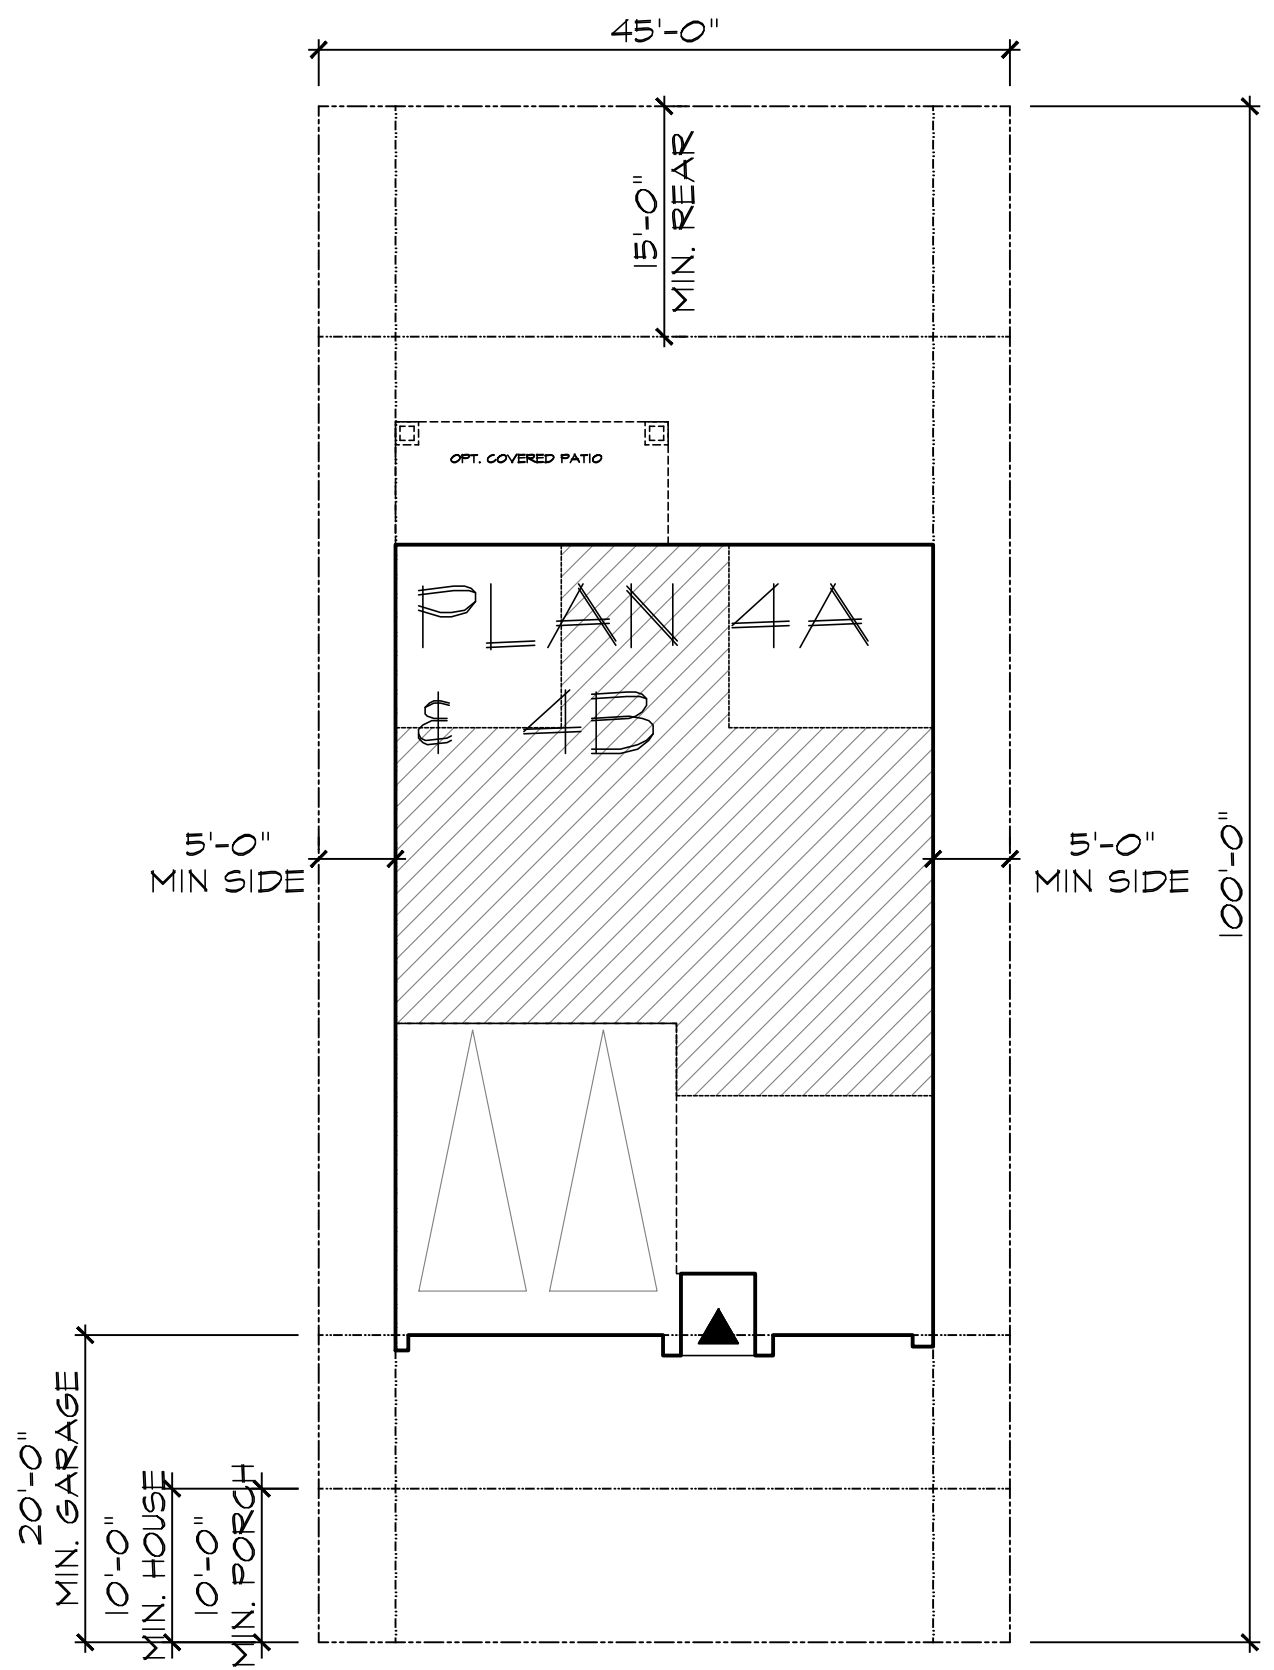 45'-0"
15'-0"
MIN. REAR
OPT. COVERED PATIO
PLAN 4A
& 4B
5'-0"
MIN SIDE
5'-0"
MIN SIDE
100'-0"
20'-0"
MIN. GARAGE
10'-0"
MIN. HOUSE
10'-0"
MIN. PORCH